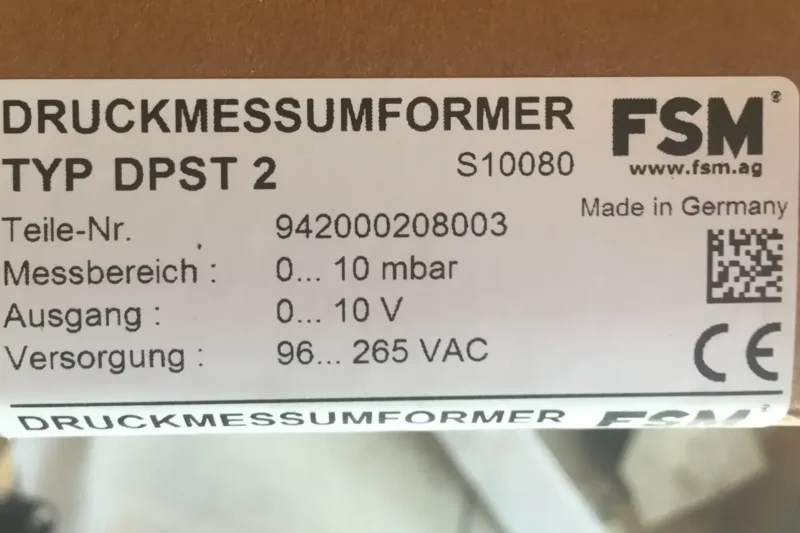 DRUCKMESSUMFORMER
FSM®
TYP DPST 2
S10080
www.fsm.ag
Made in Germany
Teile-Nr. 942000208003
Messbereich : 0... 10 mbar
Ausgang : 0... 10 V
Versorgung : 96... 265 VAC
CE
DRUCKMESSUMFORMER FSM